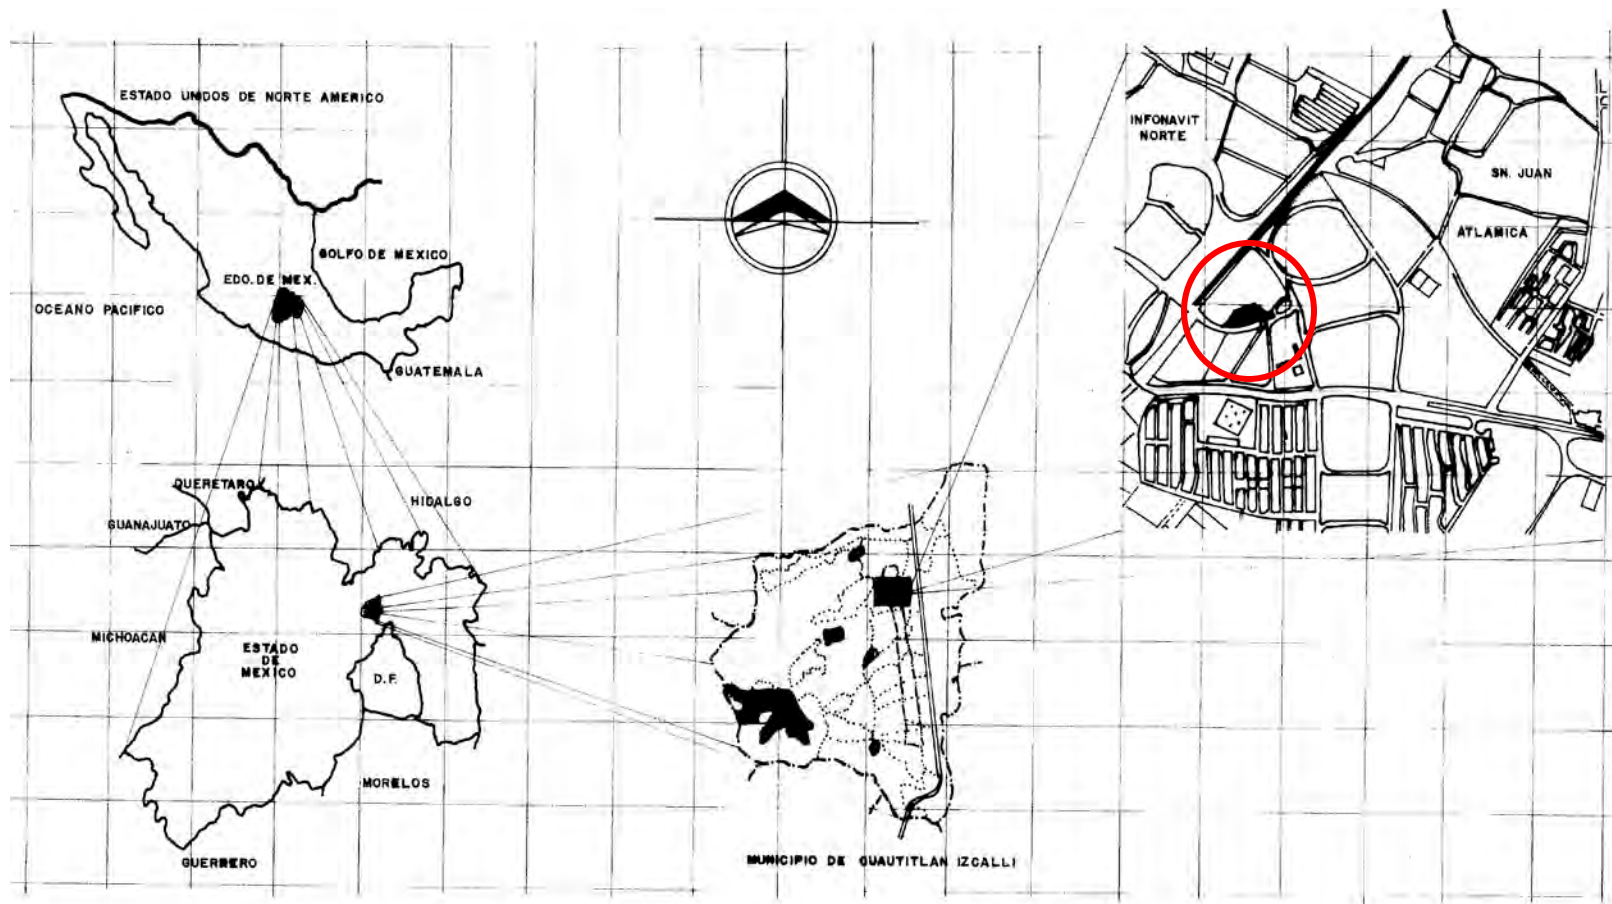 ESTADO UNIDOS DE NORTE AMERICO
GOLFO DE MEXICO
EDO. DE MEX.
OCEANO PACIFICO
GUATEMALA
INFONAVIT
NORTE
SN. JUAN
ATLAMICA
QUERETARO
HIDALGO
GUANAJUATO
MICHOACAN
ESTADO
DE
MEXICO
D.F.
MORELOS
GUERRERO
MUNICIPIO DE CUAUTITLAN IZCALLI